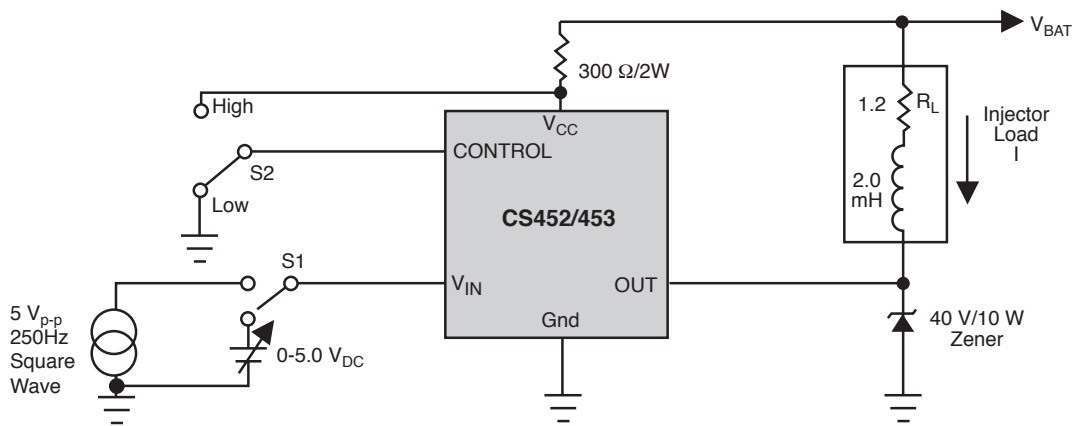 V_BAT
300 Ω/2W
High
V_CC
1.2 R_L
Injector
Load
I
CONTROL
S2
2.0
mH
Low
CS452/453
S1
V_IN
OUT
5 V_p-p
250Hz
Square
Wave
Gnd
40 V/10 W
Zener
0-5.0 V_DC